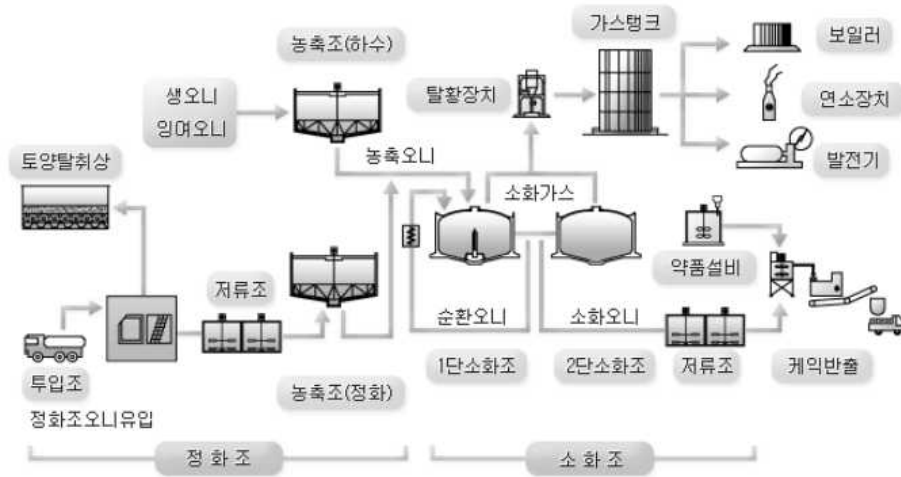 농축조(하수)
가스탱크
보일러
생오니
잉여오니
탈황장치
연소장치
토양탈취상
농축오니
발전기
소화가스
저류조
약품설비
순환오니
소화오니
투입조
농축조(정화)
1단소화조
2단소화조
저류조
케익반출
정화조오니유입
정 화 조
소 화 조